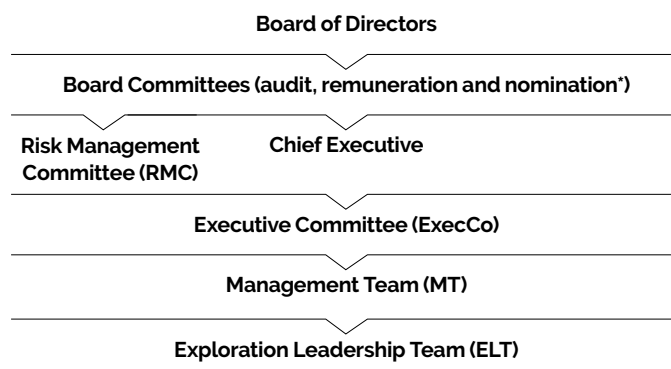 Board of Directors
Board Committees (audit, remuneration and nomination*)
Risk Management
Committee (RMC)
Chief Executive
Executive Committee (ExecCo)
Management Team (MT)
Exploration Leadership Team (ELT)